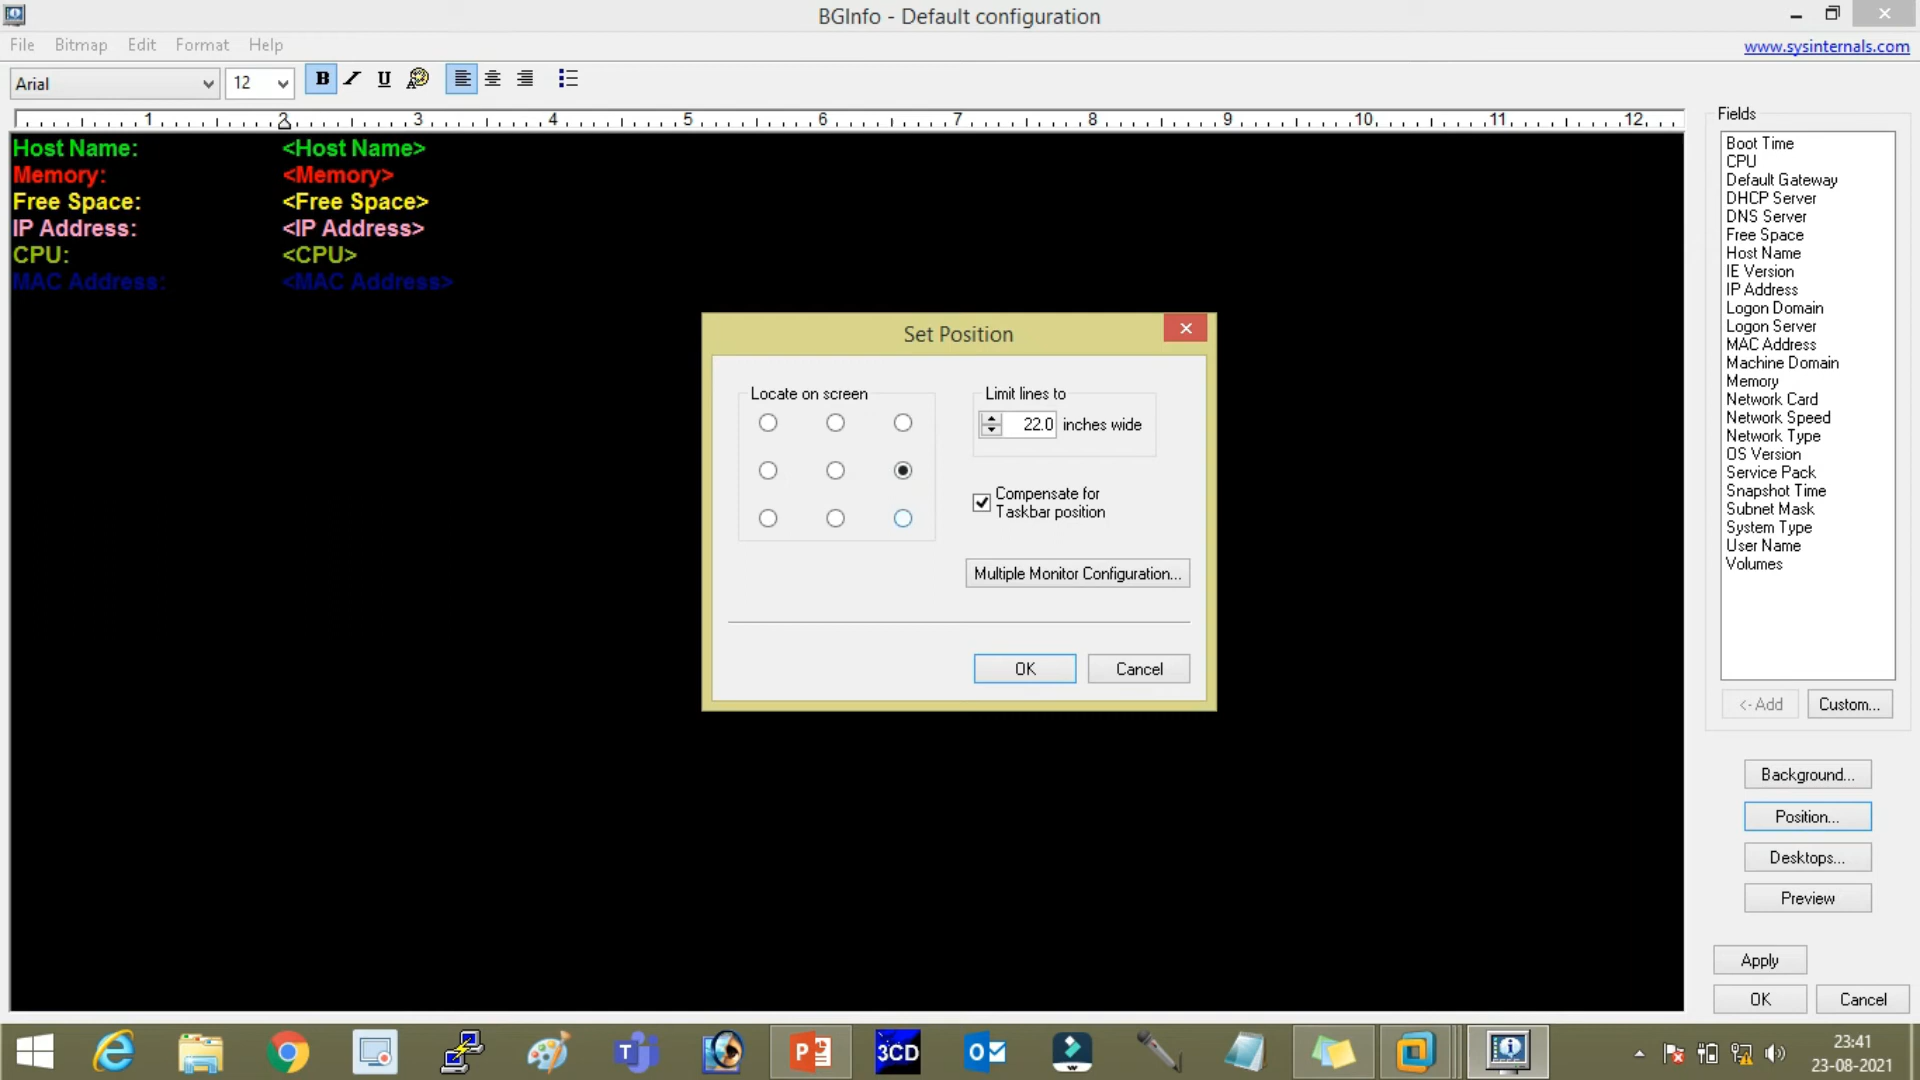 BGInfo - Default configuration
File Bitmap Edit Format Help
www.sysinternals.com
Arial 12 B I U
1 2 3 4 5 6 7 8 9 10 11 12
Host Name: <Host Name>
Memory: <Memory>
Free Space: <Free Space>
IP Address: <IP Address>
CPU: <CPU>
MAC Address: <MAC Address>
Set Position
Locate on screen
Limit lines to
22.0 inches wide
Compensate for
Taskbar position
Multiple Monitor Configuration...
OK Cancel
Fields
Boot Time
CPU
Default Gateway
DHCP Server
DNS Server
Free Space
Host Name
IE Version
IP Address
Logon Domain
Logon Server
MAC Address
Machine Domain
Memory
Network Card
Network Speed
Network Type
OS Version
Service Pack
Snapshot Time
Subnet Mask
System Type
User Name
Volumes
<- Add Custom...
Background...
Position...
Desktops...
Preview
Apply
OK Cancel
3CD
23:41
23-08-2021